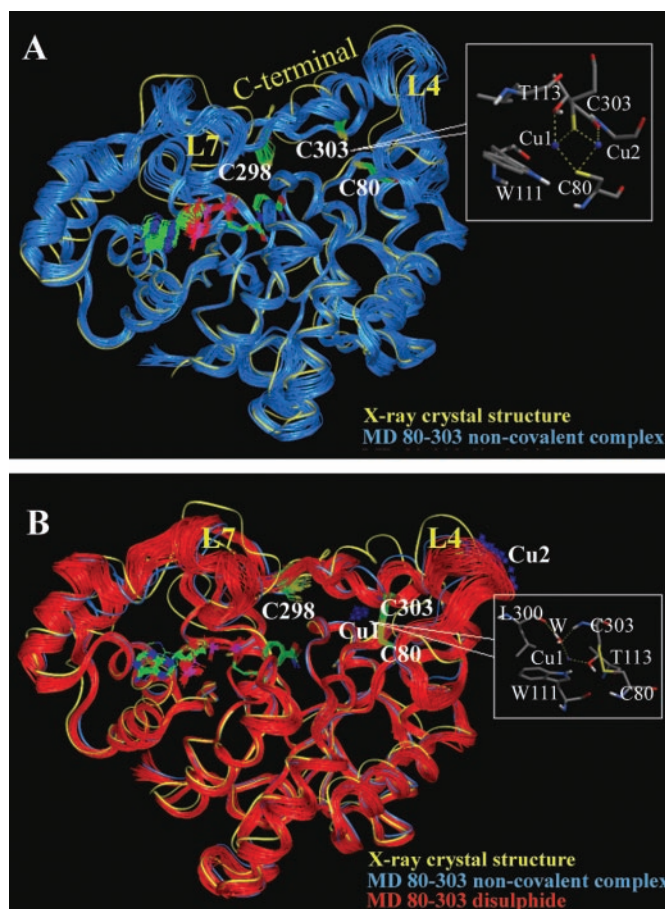 A
C-terminal
L4
L7
C303
C298
C80
T113
C303
Cu1
Cu2
W111
C80
X-ray crystal structure
MD 80-303 non-covalent complex
B
L7
L4
Cu2
C298
C303
Cu1
C80
L300
W
C303
Cu1
T113
W111
C80
X-ray crystal structure
MD 80-303 non-covalent complex
MD 80-303 disulphide